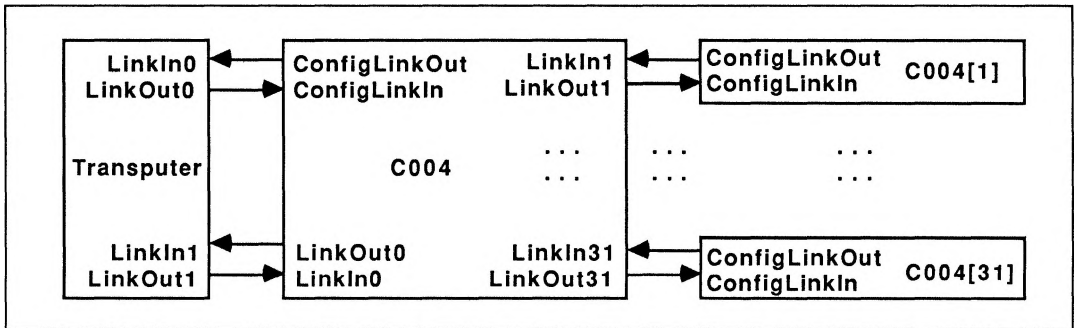 LinkIn0
LinkOut0
Transputer
LinkIn1
LinkOut1
ConfigLinkOut
ConfigLinkIn
C004
LinkOut0
LinkIn0
LinkIn1
LinkOut1
... ... ...
... ... ...
LinkIn31
LinkOut31
ConfigLinkOut
ConfigLinkIn
C004[1]
ConfigLinkOut
ConfigLinkIn
C004[31]